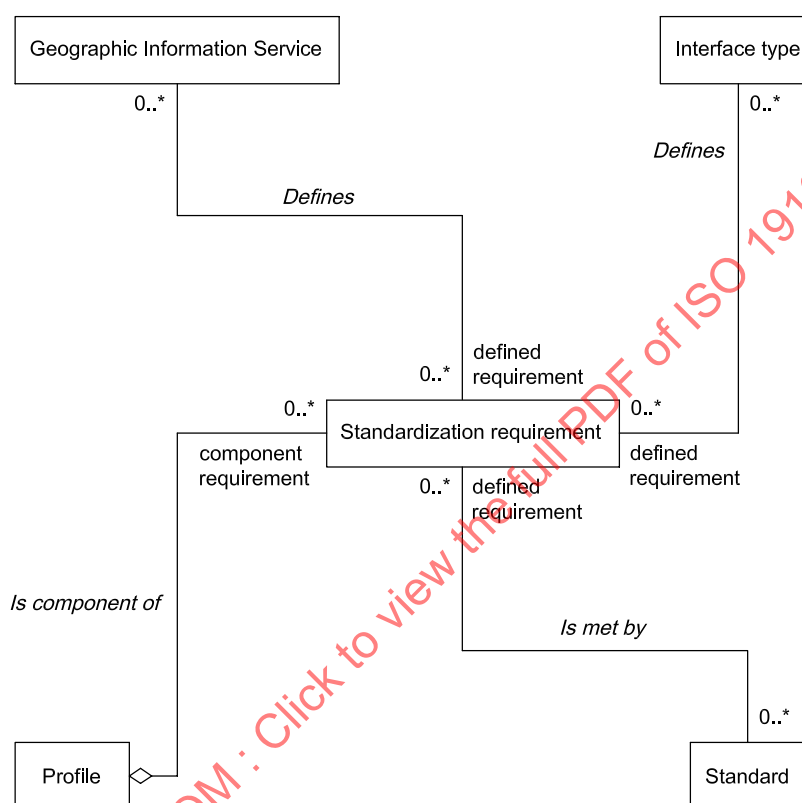 Geographic Information Service
Interface type
0..*
0..*
Defines
Defines
defined
requirement
0..*
0..*
0..*
Standardization requirement
component
requirement
0..*
defined
requirement
defined
requirement
Is component of
Is met by
0..*
Profile
Standard
OM : Click to view the full PDF of ISO 191